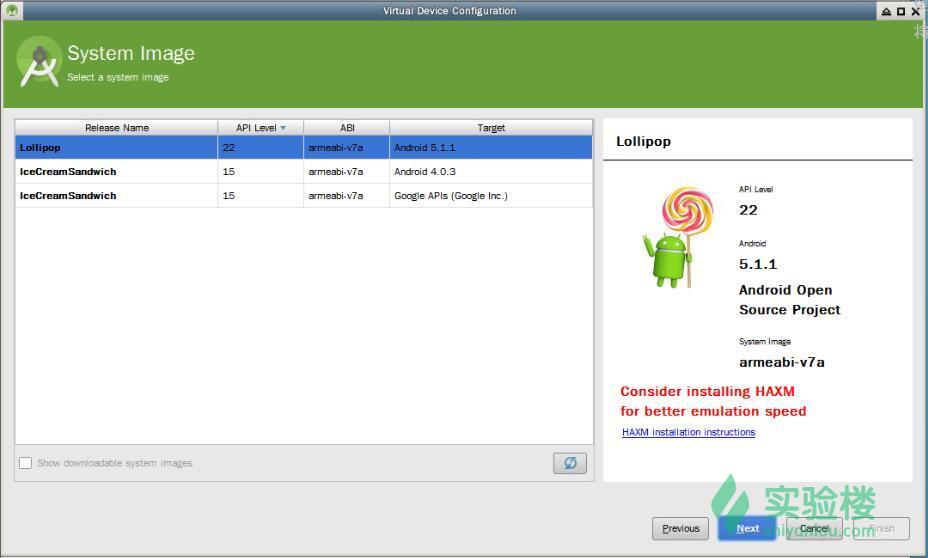 Virtual Device Configuration
System Image
Select a system image
Release Name API Level ABI Target
Lollipop 22 armeabi-v7a Android 5.1.1
IceCreamSandwich 15 armeabi-v7a Android 4.0.3
IceCreamSandwich 15 armeabi-v7a Google APIs (Google Inc.)
Show downloadable system images
Lollipop
API Level
22
Android
5.1.1
Android Open
Source Project
System Image
armeabi-v7a
Consider installing HAXM
for better emulation speed
HAXM installation instructions
实验楼
Previous Next Cancel Finish